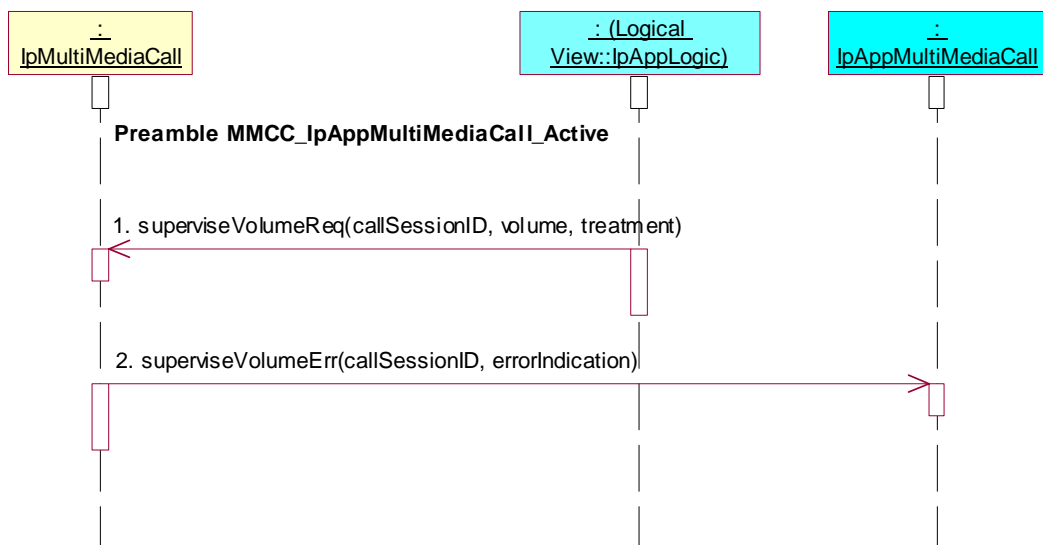 :
IpMultiMediaCall
: (Logical
View::IpAppLogic)
:
IpAppMultiMediaCall
Preamble MMCC_IpAppMultiMediaCall_Active
1. superviseVolumeReq(callSessionID, volume, treatment)
2. superviseVolumeErr(callSessionID, errorIndication)